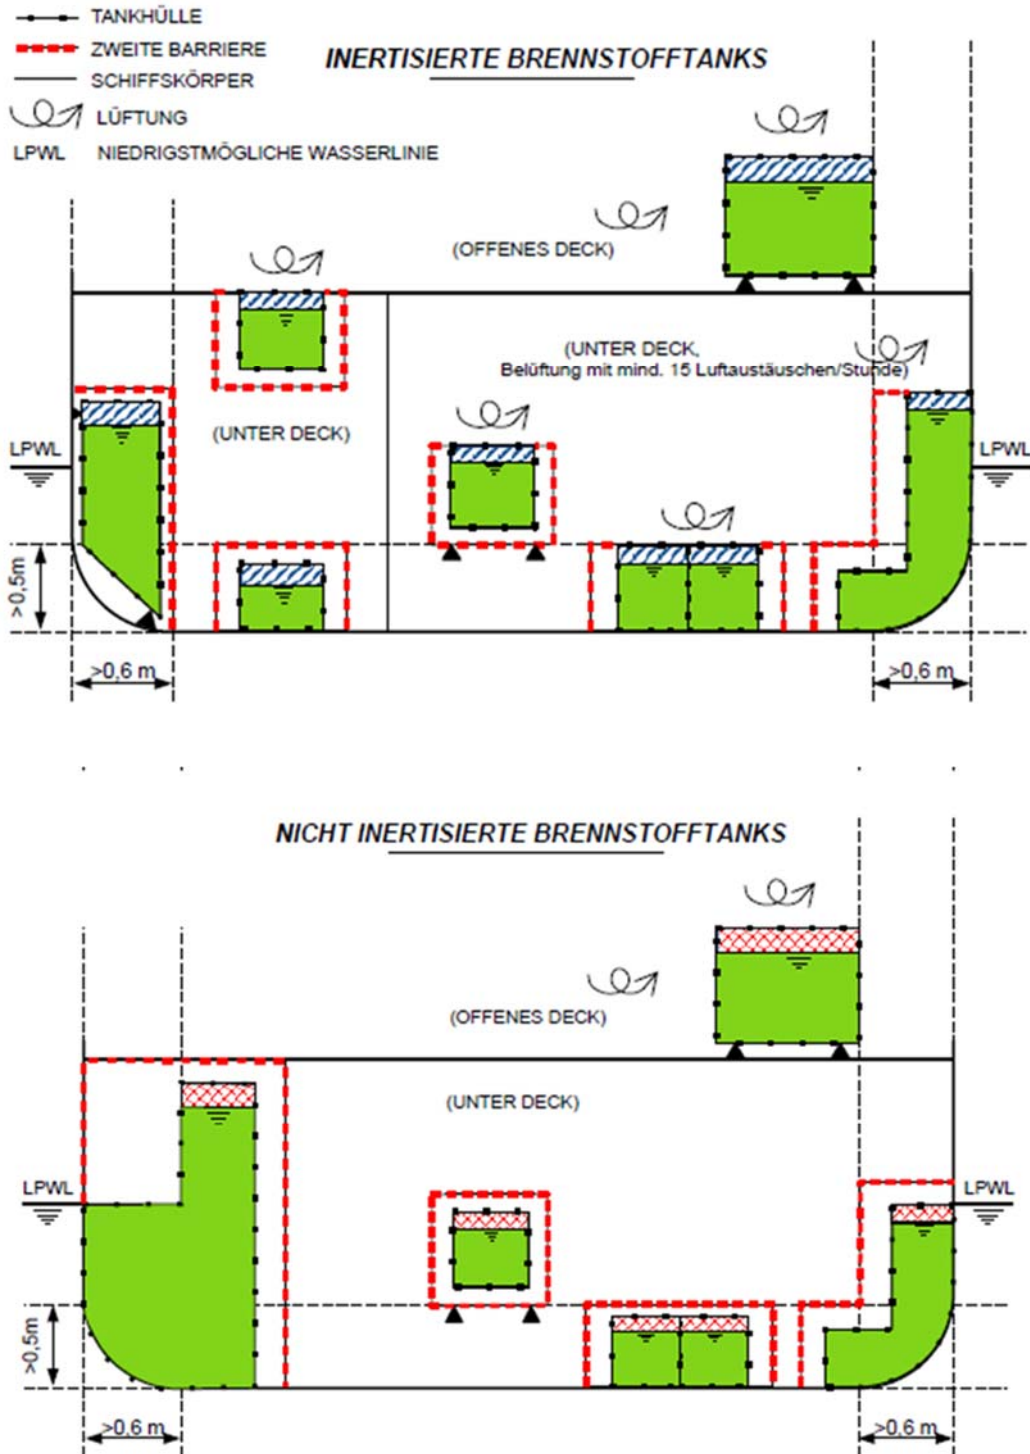 TANKHÜLLE
ZWEITE BARRIERE
SCHIFFSKÖRPER
LÜFTUNG
LPWL NIEDRIGSTMÖGLICHE WASSERLINIE
INERTISIERTE BRENNSTOFFTANKS
(OFFENES DECK)
(UNTER DECK,
Belüftung mit mind. 15 Luftaustäuschen/Stunde)
(UNTER DECK)
LPWL
LPWL
>0,5m
>0,6 m
>0,6 m
NICHT INERTISIERTE BRENNSTOFFTANKS
(OFFENES DECK)
(UNTER DECK)
LPWL
LPWL
>0,5m
>0,6 m
>0,6 m